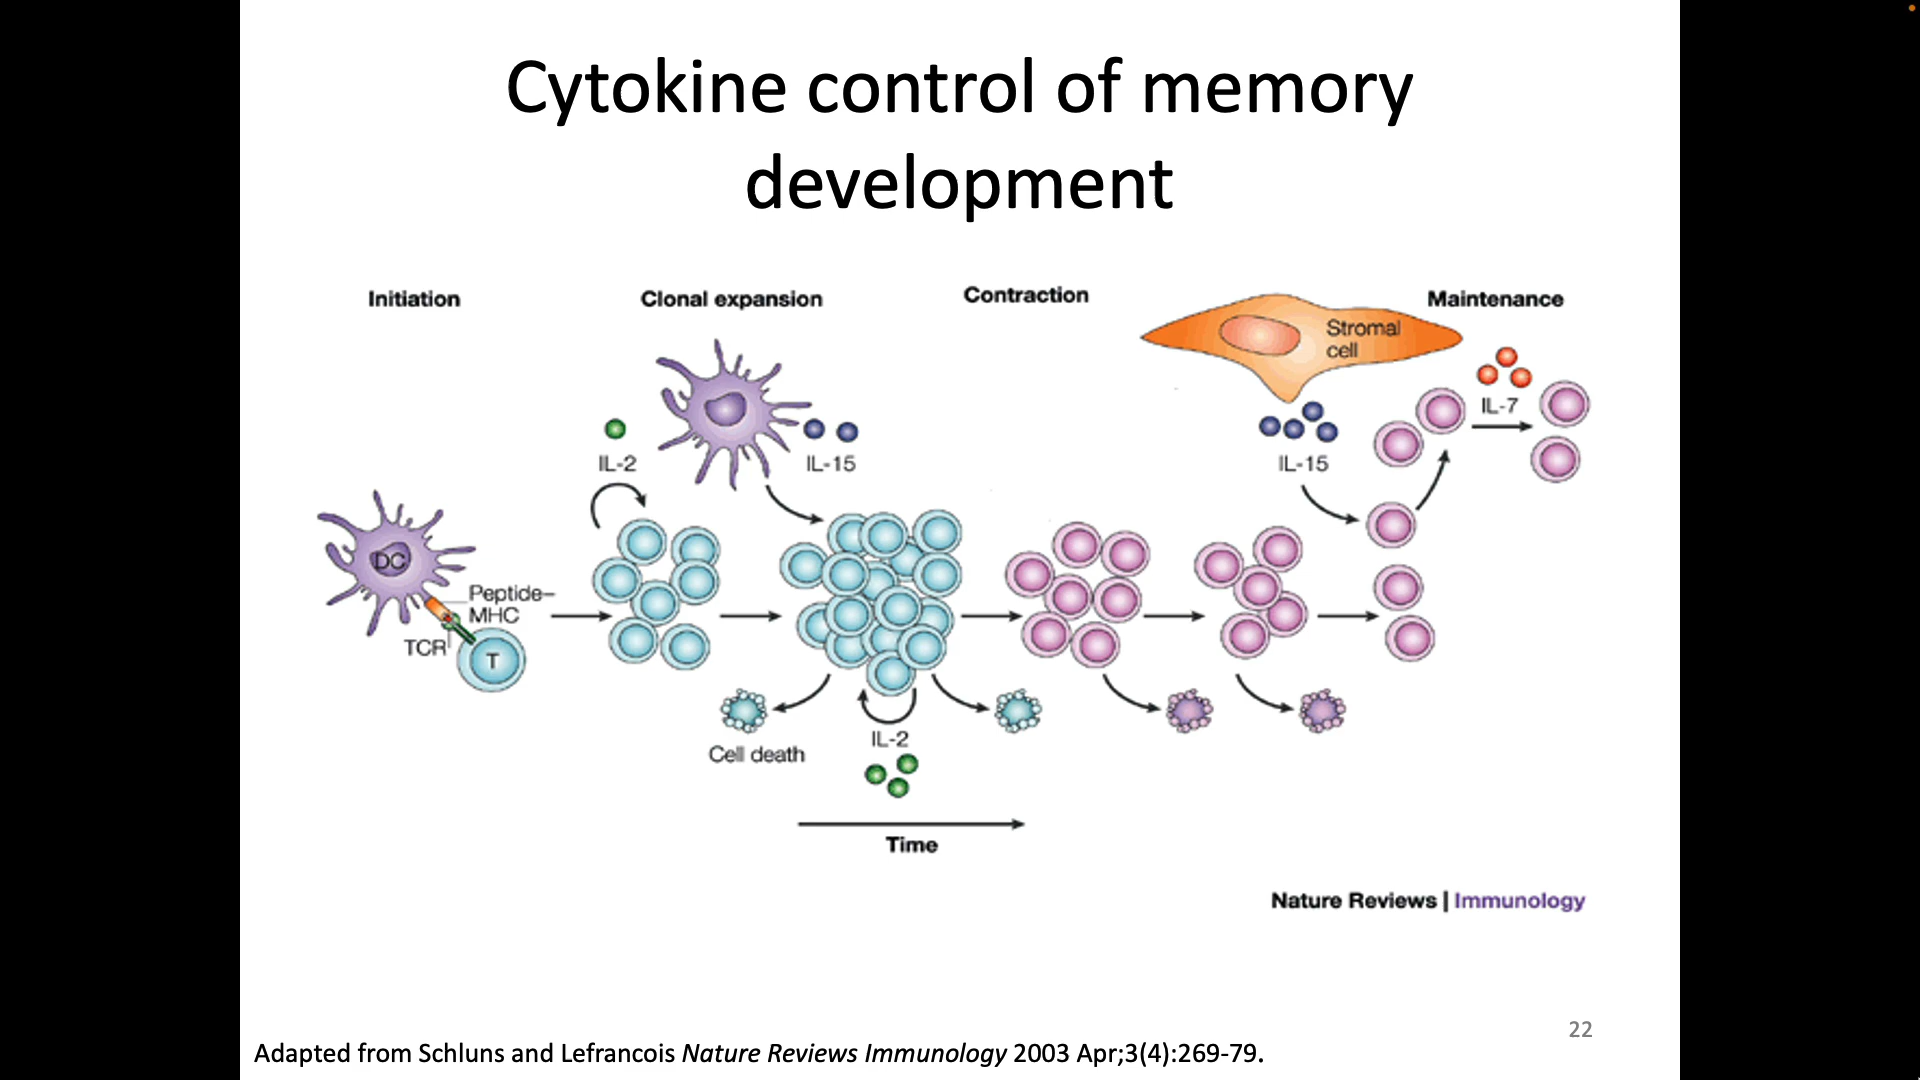 Cytokine control of memory
development
Initiation
Clonal expansion
Contraction
Maintenance
Stromal
cell
IL-7
IL-2
IL-15
IL-15
DC
Peptide–
MHC
TCR
T
IL-2
Cell death
Time
Nature Reviews | Immunology
22
Adapted from Schluns and Lefrancois Nature Reviews Immunology 2003 Apr;3(4):269-79.